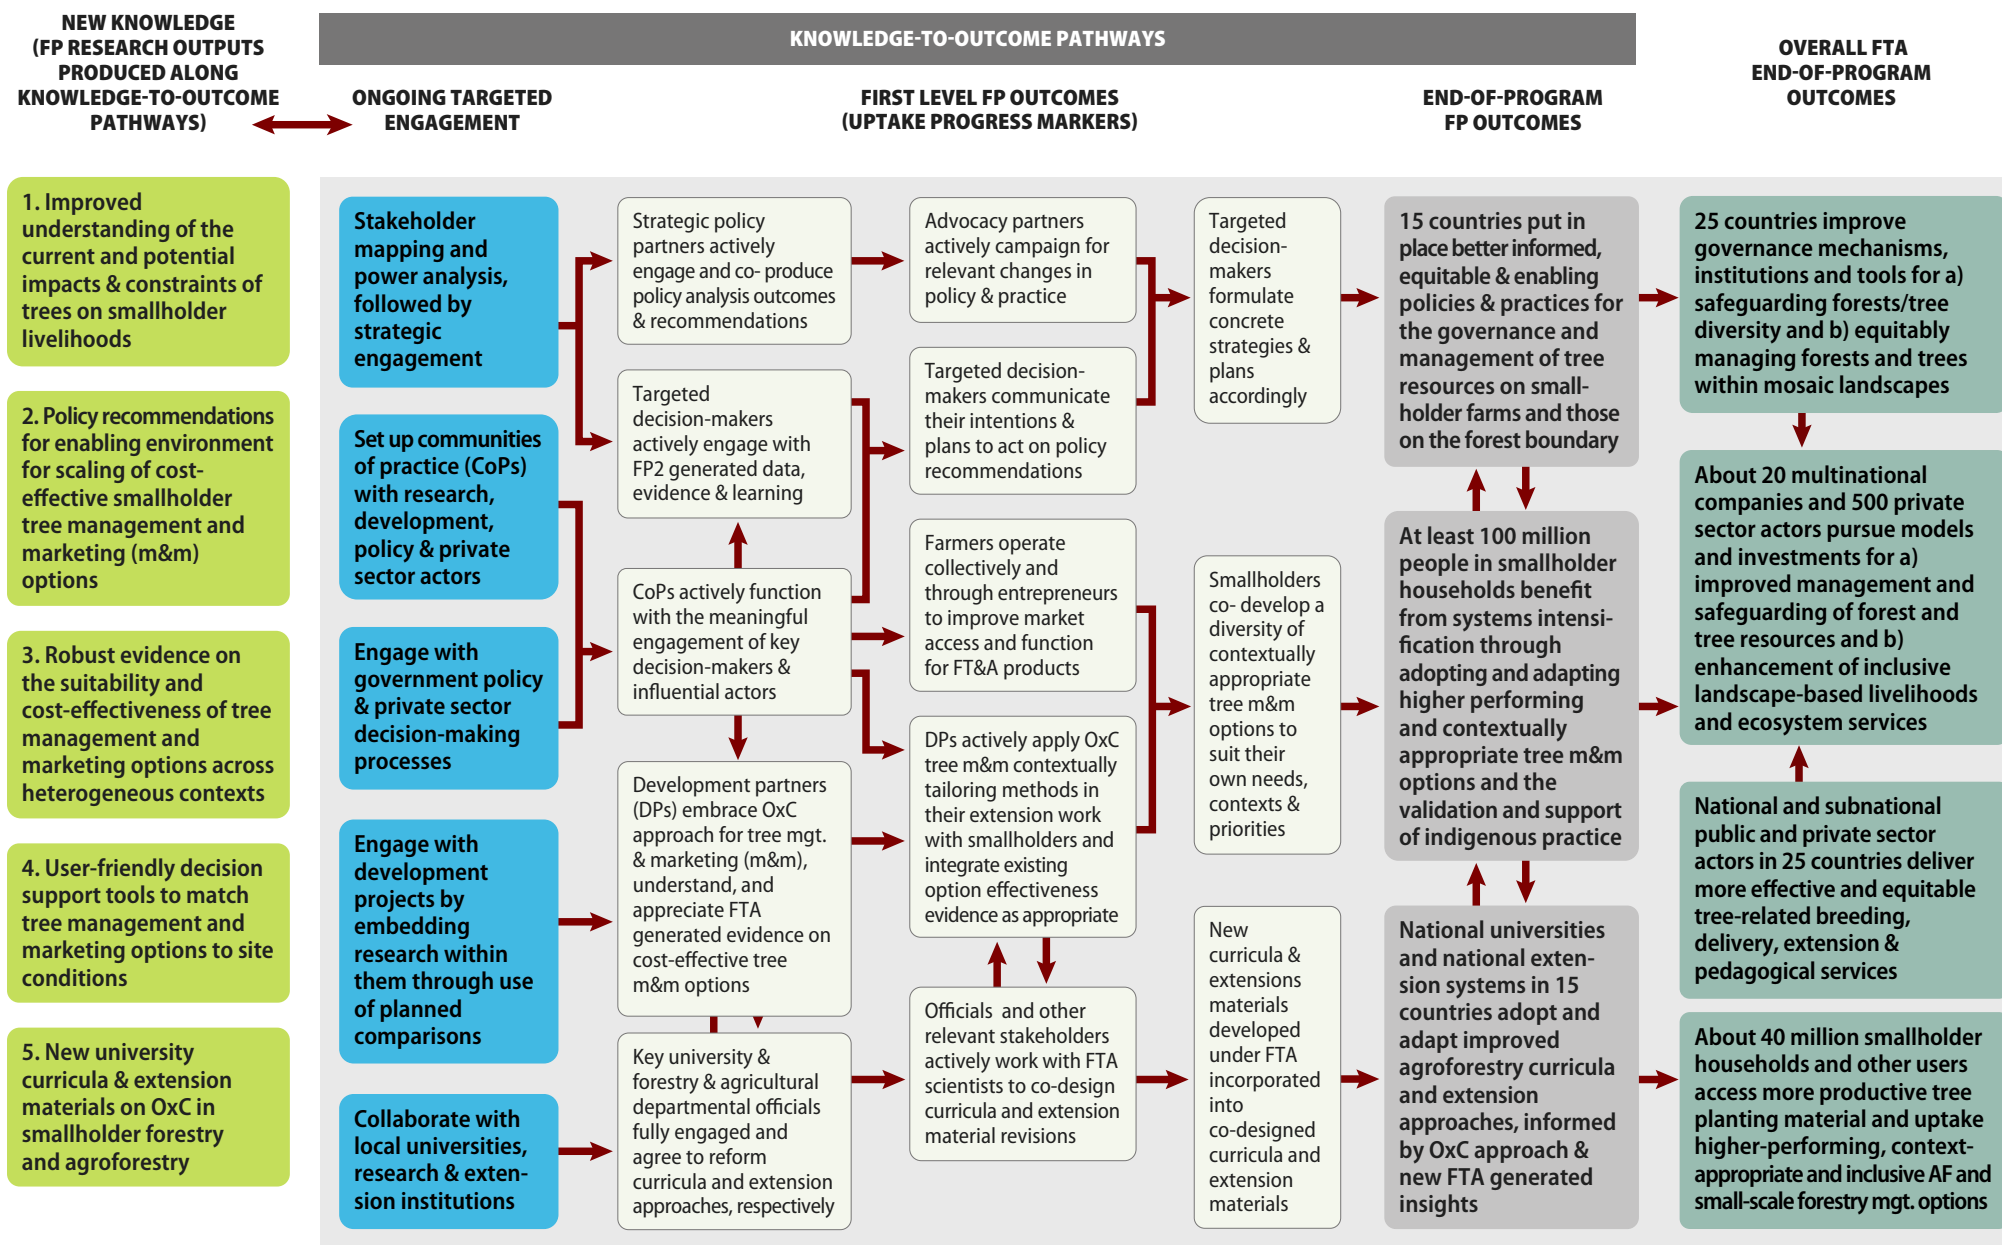 NEW KNOWLEDGE
(FP RESEARCH OUTPUTS
PRODUCED ALONG
KNOWLEDGE-TO-OUTCOME
PATHWAYS)
KNOWLEDGE-TO-OUTCOME PATHWAYS
ONGOING TARGETED
ENGAGEMENT
FIRST LEVEL FP OUTCOMES
(UPTAKE PROGRESS MARKERS)
END-OF-PROGRAM
FP OUTCOMES
OVERALL FTA
END-OF-PROGRAM
OUTCOMES
1. Improved
understanding of the
current and potential
impacts & constraints of
trees on smallholder
livelihoods
2. Policy recommendations
for enabling environment
for scaling of cost-
effective smallholder
tree management and
marketing (m&m)
options
3. Robust evidence on
the suitability and
cost-effectiveness of tree
management and
marketing options across
heterogeneous contexts
4. User-friendly decision
support tools to match
tree management and
marketing options to site
conditions
5. New university
curricula & extension
materials on OxC in
smallholder forestry
and agroforestry
Stakeholder
mapping and
power analysis,
followed by
strategic
engagement
Set up communities
of practice (CoPs)
with research,
development,
policy & private
sector actors
Engage with
government policy
& private sector
decision-making
processes
Engage with
development
projects by
embedding
research within
them through use
of planned
comparisons
Collaborate with
local universities,
research & exten-
sion institutions
Strategic policy
partners actively
engage and co- produce
policy analysis outcomes
& recommendations
Targeted
decision-makers
actively engage with
FP2 generated data,
evidence & learning
CoPs actively function
with the meaningful
engagement of key
decision-makers &
influential actors
Development partners
(DPs) embrace OxC
approach for tree mgt.
& marketing (m&m),
understand, and
appreciate FTA
generated evidence on
cost-effective tree
m&m options
Key university &
forestry & agricultural
departmental officials
fully engaged and
agree to reform
curricula and extension
approaches, respectively
Advocacy partners
actively campaign for
relevant changes in
policy & practice
Targeted decision-
makers communicate
their intentions &
plans to act on policy
recommendations
Farmers operate
collectively and
through entrepreneurs
to improve market
access and function
for FT&A products
DPs actively apply OxC
tree m&m contextually
tailoring methods in
their extension work
with smallholders and
integrate existing
option effectiveness
evidence as appropriate
Officials and other
relevant stakeholders
actively work with FTA
scientists to co-design
curricula and extension
material revisions
Targeted
decision-
makers
formulate
concrete
strategies &
plans
accordingly
Smallholders
co- develop a
diversity of
contextually
appropriate
tree m&m
options to
suit their
own needs,
contexts &
priorities
New
curricula &
extensions
materials
developed
under FTA
incorporated
into
co-designed
curricula and
extension
materials
15 countries put in
place better informed,
equitable & enabling
policies & practices for
the governance and
management of tree
resources on small-
holder farms and those
on the forest boundary
At least 100 million
people in smallholder
households benefit
from systems intensi-
fication through
adopting and adapting
higher performing
and contextually
appropriate tree m&m
options and the
validation and support
of indigenous practice
National universities
and national exten-
sion systems in 15
countries adopt and
adapt improved
agroforestry curricula
and extension
approaches, informed
by OxC approach &
new FTA generated
insights
25 countries improve
governance mechanisms,
institutions and tools for a)
safeguarding forests/tree
diversity and b) equitably
managing forests and trees
within mosaic landscapes
About 20 multinational
companies and 500 private
sector actors pursue models
and investments for a)
improved management and
safeguarding of forest and
tree resources and b)
enhancement of inclusive
landscape-based livelihoods
and ecosystem services
National and subnational
public and private sector
actors in 25 countries deliver
more effective and equitable
tree-related breeding,
delivery, extension &
pedagogical services
About 40 million smallholder
households and other users
access more productive tree
planting material and uptake
higher-performing, context-
appropriate and inclusive AF and
small-scale forestry mgt. options